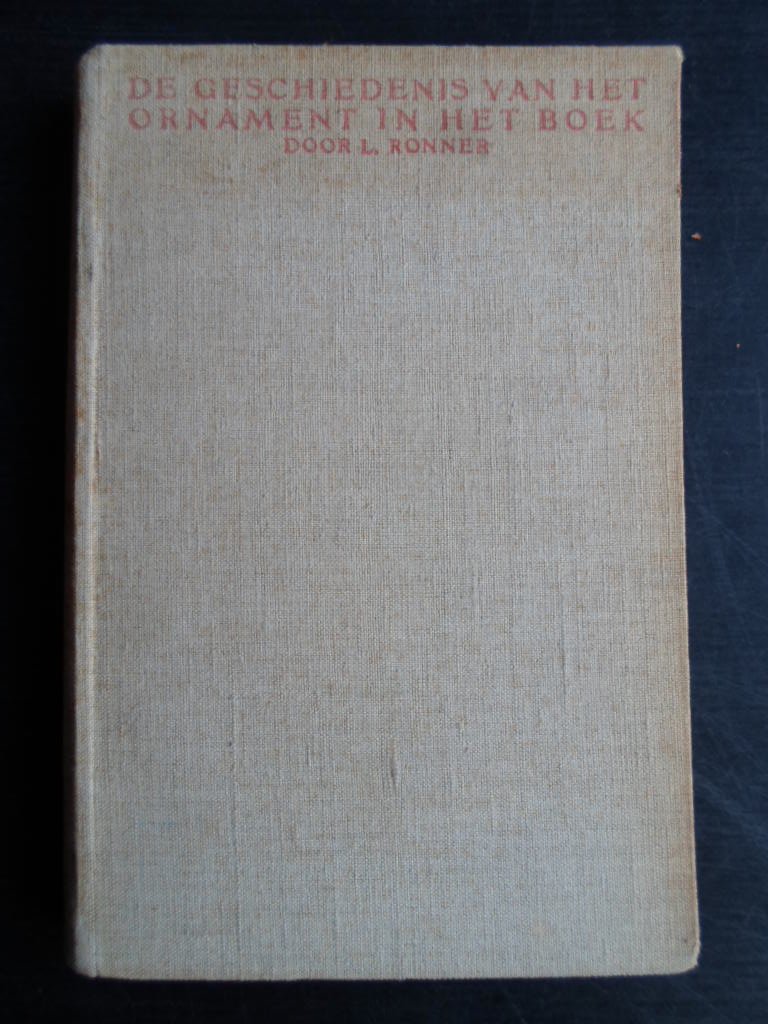 DE GESCHIEDENIS VAN HET
ORNAMENT IN HET BOEK
DOOR L. RONNER